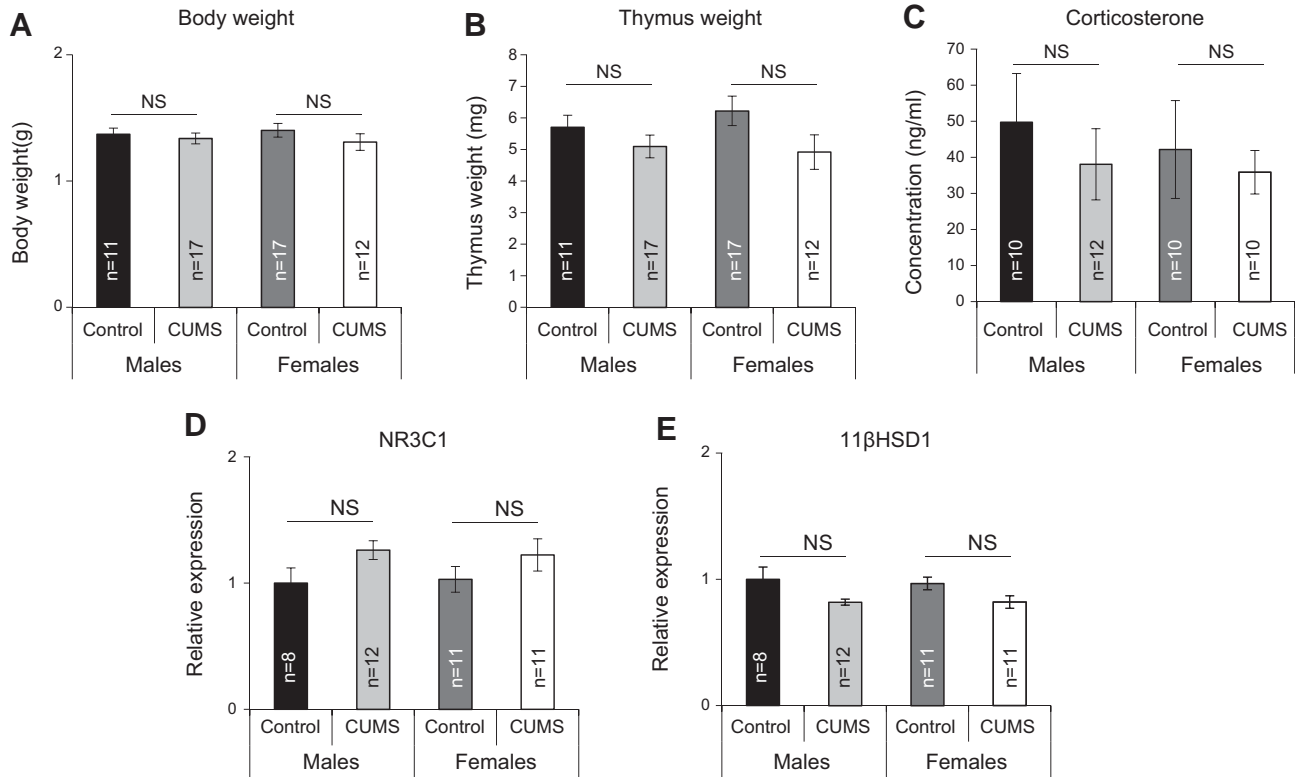 A
Body weight
Body weight(g)
2
1
0
NS
NS
n=11
n=17
n=17
n=12
Control
CUMS
Control
CUMS
Males
Females
B
Thymus weight
Thymus weight (mg)
8
7
6
5
4
3
2
1
0
NS
NS
n=11
n=17
n=17
n=12
Control
CUMS
Control
CUMS
Males
Females
C
Corticosterone
Concentration (ng/ml)
70
60
50
40
30
20
10
0
NS
NS
n=10
n=12
n=10
n=10
Control
CUMS
Control
CUMS
Males
Females
D
NR3C1
Relative expression
2
1
0
NS
NS
n=8
n=12
n=11
n=11
Control
CUMS
Control
CUMS
Males
Females
E
11βHSD1
Relative expression
2
1
0
NS
NS
n=8
n=12
n=11
n=11
Control
CUMS
Control
CUMS
Males
Females